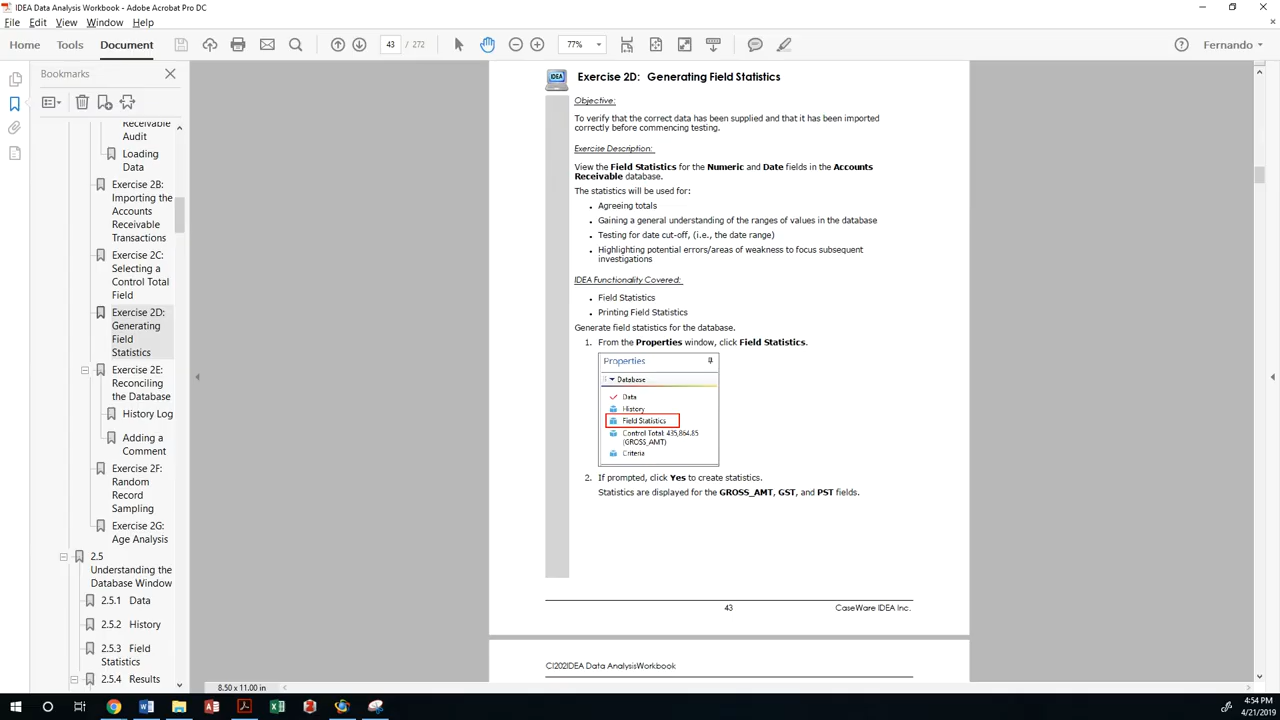 IDEA Data Analysis Workbook - Adobe Acrobat Pro DC
File Edit View Window Help
Home Tools Document 43 / 272 77% Fernando
Bookmarks
Receivable
Audit
Loading
Data
Exercise 2B:
Importing the
Accounts
Receivable
Transactions
Exercise 2C:
Selecting a
Control Total
Field
Exercise 2D:
Generating
Field
Statistics
Exercise 2E:
Reconciling
the Database
History Log
Adding a
Comment
Exercise 2F:
Random
Record
Sampling
Exercise 2G:
Age Analysis
2.5
Understanding the
Database Window
2.5.1 Data
2.5.2 History
2.5.3 Field
Statistics
2.5.4 Results
IDEA
Exercise 2D: Generating Field Statistics
Objective:
To verify that the correct data has been supplied and that it has been imported
correctly before commencing testing.
Exercise Description:
View the Field Statistics for the Numeric and Date fields in the Accounts
Receivable database.
The statistics will be used for:
• Agreeing totals
• Gaining a general understanding of the ranges of values in the database
• Testing for date cut-off, (i.e., the date range)
• Highlighting potential errors/areas of weakness to focus subsequent
investigations
IDEA Functionality Covered:
• Field Statistics
• Printing Field Statistics
Generate field statistics for the database.
1. From the Properties window, click Field Statistics.
Properties
Database
Data
History
Field Statistics
Control Total: 435,864.85
(GROSS_AMT)
Criteria
2. If prompted, click Yes to create statistics.
Statistics are displayed for the GROSS_AMT, GST, and PST fields.
43 CaseWare IDEA Inc.
CI202IDEA Data AnalysisWorkbook
8.50 x 11.00 in
4:54 PM
4/21/2019